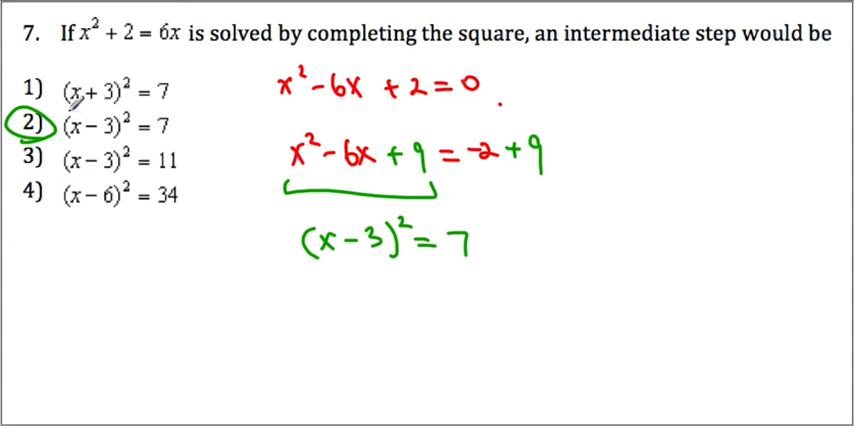 7. If x² + 2 = 6x is solved by completing the square, an intermediate step would be
1) (x + 3)² = 7
2) (x − 3)² = 7
3) (x − 3)² = 11
4) (x − 6)² = 34
x² − 6x + 2 = 0
x² − 6x + 9 = −2 + 9
(x − 3)² = 7